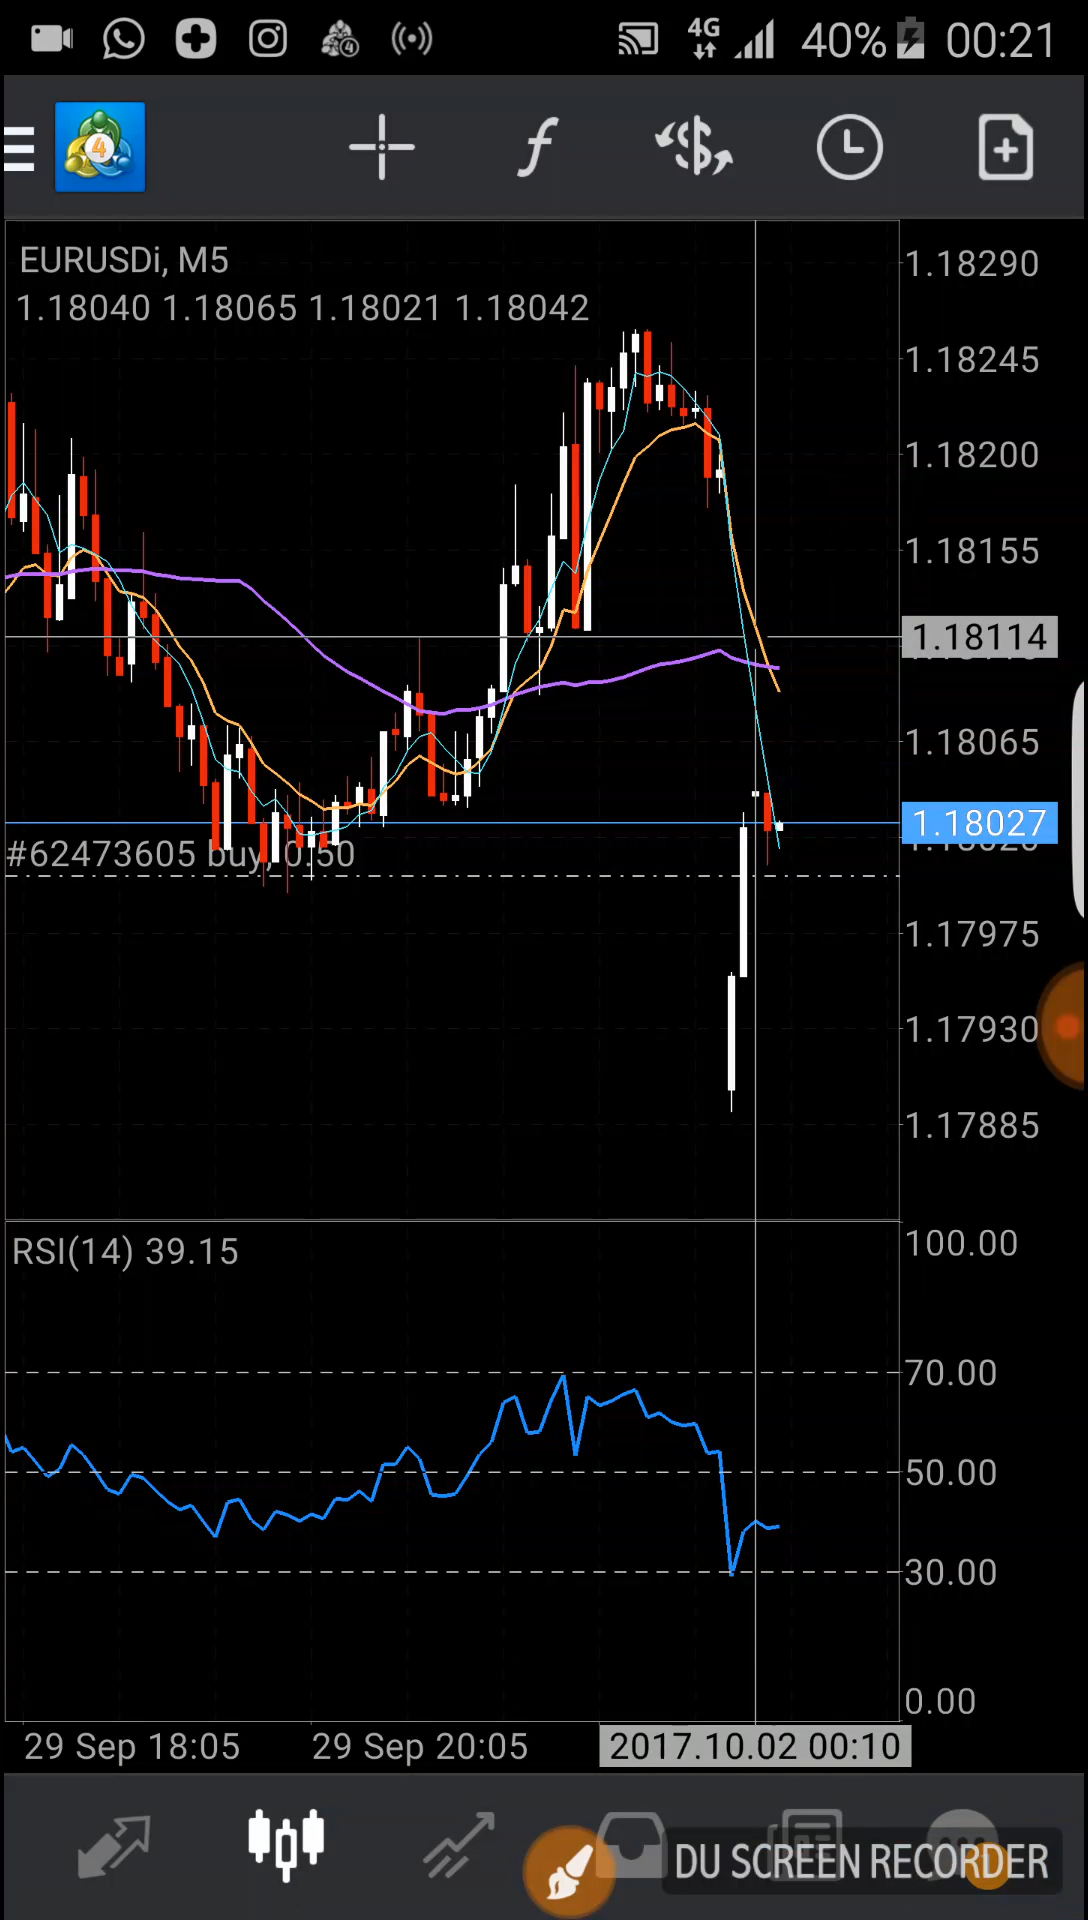 4G 40% 00:21
4
EURUSDi, M5
1.18040 1.18065 1.18021 1.18042
1.18290
1.18245
1.18200
1.18155
1.18114
1.18065
1.18027
#62473605 buy, 0.50
1.17975
1.17930
1.17885
RSI(14) 39.15
100.00
70.00
50.00
30.00
0.00
29 Sep 18:05 29 Sep 20:05 2017.10.02 00:10
DU SCREEN RECORDER